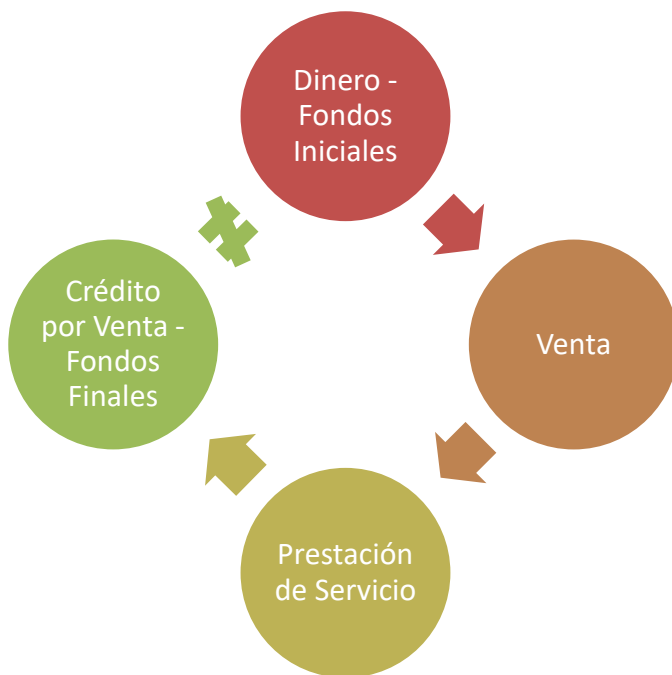 Dinero -
Fondos
Iniciales
Venta
Prestación
de Servicio
Crédito
por Venta -
Fondos
Finales